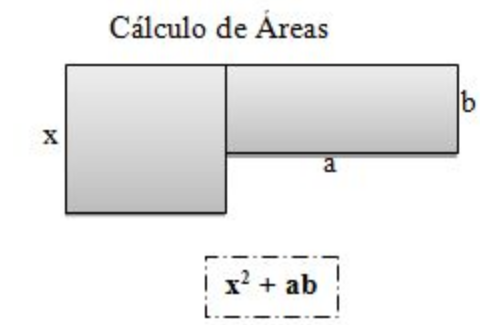 Cálculo de Áreas
x
b
a
x² + ab